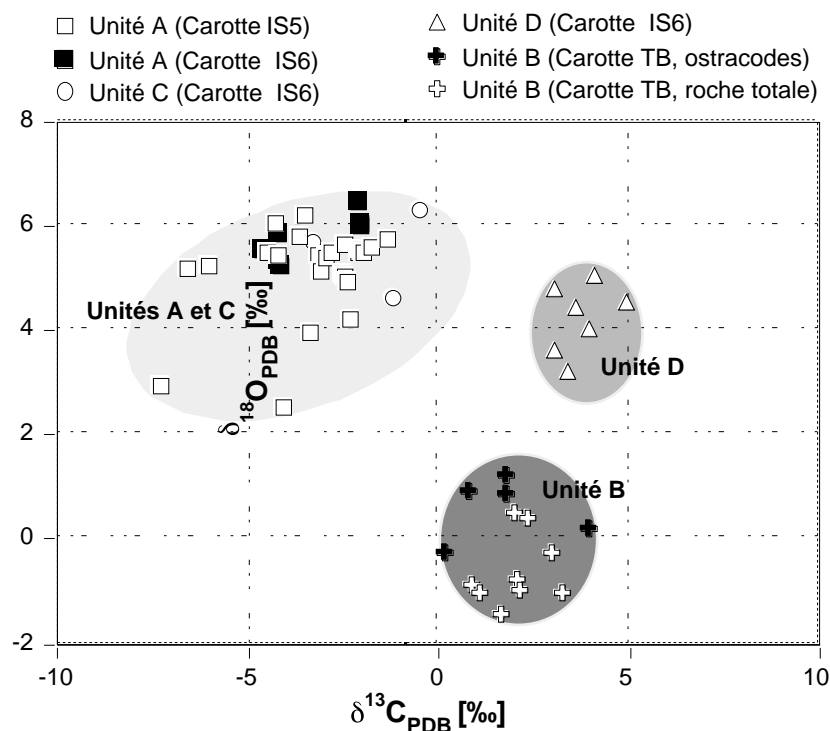 Unité A (Carotte IS5)
Unité A (Carotte IS6)
Unité C (Carotte IS6)
Unité D (Carotte IS6)
Unité B (Carotte TB, ostracodes)
Unité B (Carotte TB, roche totale)
8
6
4
2
0
-2
Unités A et C
δ18OPDB [‰]
Unité D
Unité B
-10
-5
0
5
10
δ13CPDB [‰]